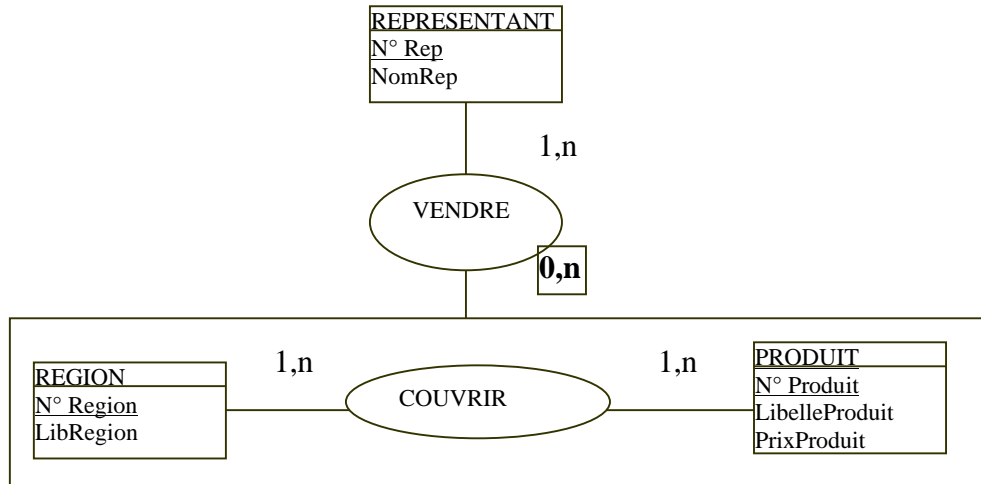 REPRESENTANT
N° Rep
NomRep
1,n
VENDRE
0,n
REGION
N° Region
LibRegion
1,n
COUVRIR
1,n
PRODUIT
N° Produit
LibelleProduit
PrixProduit